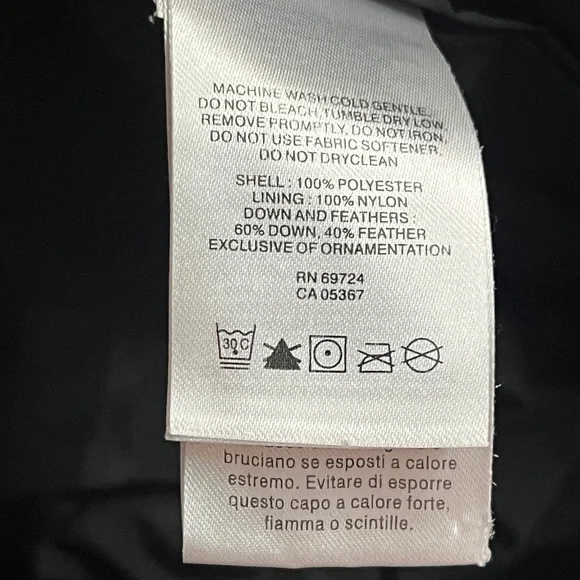 MACHINE WASH COLD GENTLE.
DO NOT BLEACH, TUMBLE DRY LOW,
REMOVE PROMPTLY, DO NOT IRON,
DO NOT USE FABRIC SOFTENER,
DO NOT DRYCLEAN
SHELL : 100% POLYESTER
LINING : 100% NYLON
DOWN AND FEATHERS :
60% DOWN, 40% FEATHER
EXCLUSIVE OF ORNAMENTATION
RN 69724
CA 05367
30 C
bruciano se esposti a calore
estremo. Evitare di esporre
questo capo a calore forte,
fiamma o scintille.